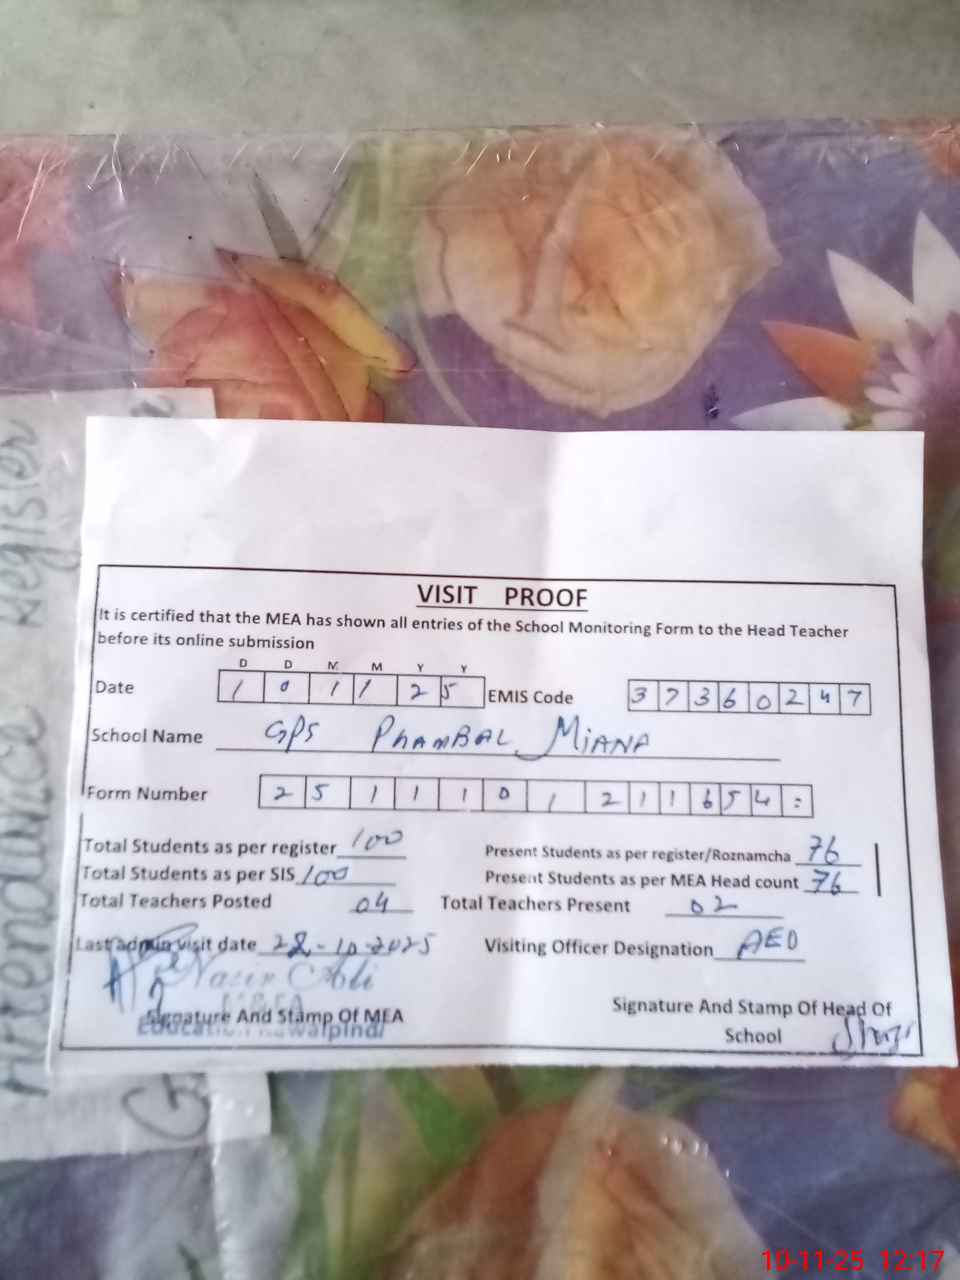 Attendance Register
VISIT PROOF
It is certified that the MEA has shown all entries of the School Monitoring Form to the Head Teacher
before its online submission
D D M M Y Y
Date 1 0 1 1 2 5 EMIS Code 3 7 3 6 0 2 4 7
School Name GPS PHAMBAL MIANA
Form Number 2 5 1 1 1 0 1 2 1 1 6 5 4 :
Total Students as per register 100 Present Students as per register/Roznamcha 76
Total Students as per SIS 100 Present Students as per MEA Head count 76
Total Teachers Posted 04 Total Teachers Present 02
Last admin visit date 28-10-2025 Visiting Officer Designation AEO
Nasir Ali
Signature And Stamp Of MEA Signature And Stamp Of Head Of
Education Rawalpindi School
10-11-25 12:17